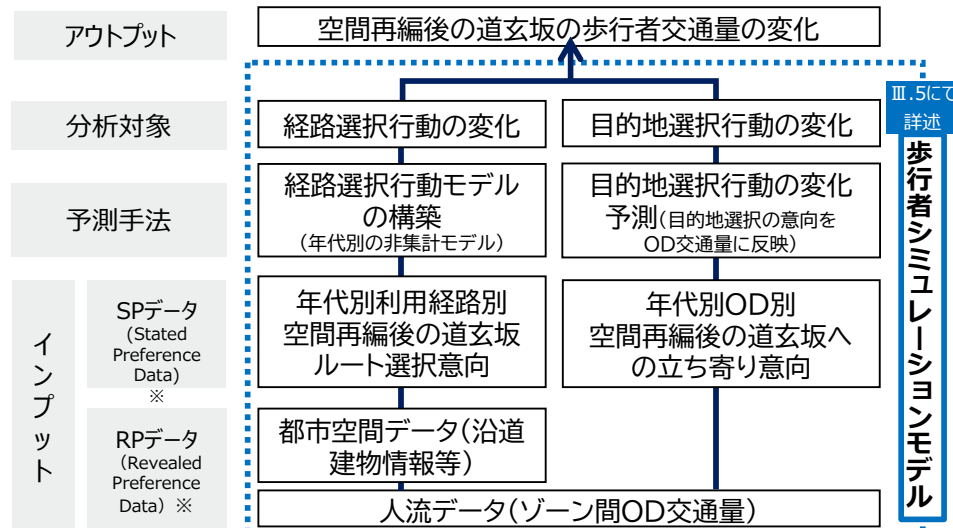 アウトプット
空間再編後の道玄坂の歩行者交通量の変化
Ⅲ.5にて
詳述
分析対象
経路選択行動の変化
目的地選択行動の変化
予測手法
経路選択行動モデル
の構築
（年代別の非集計モデル）
目的地選択行動の変化
予測(目的地選択の意向を
OD交通量に反映)
歩行者シミュレーションモデル
インプット
SPデータ
(Stated
Preference
Data)
※
年代別利用経路別
空間再編後の道玄坂
ルート選択意向
年代別OD別
空間再編後の道玄坂へ
の立ち寄り意向
RPデータ
（Revealed
Preference
Data）※
都市空間データ(沿道
建物情報等)
人流データ(ゾーン間OD交通量)